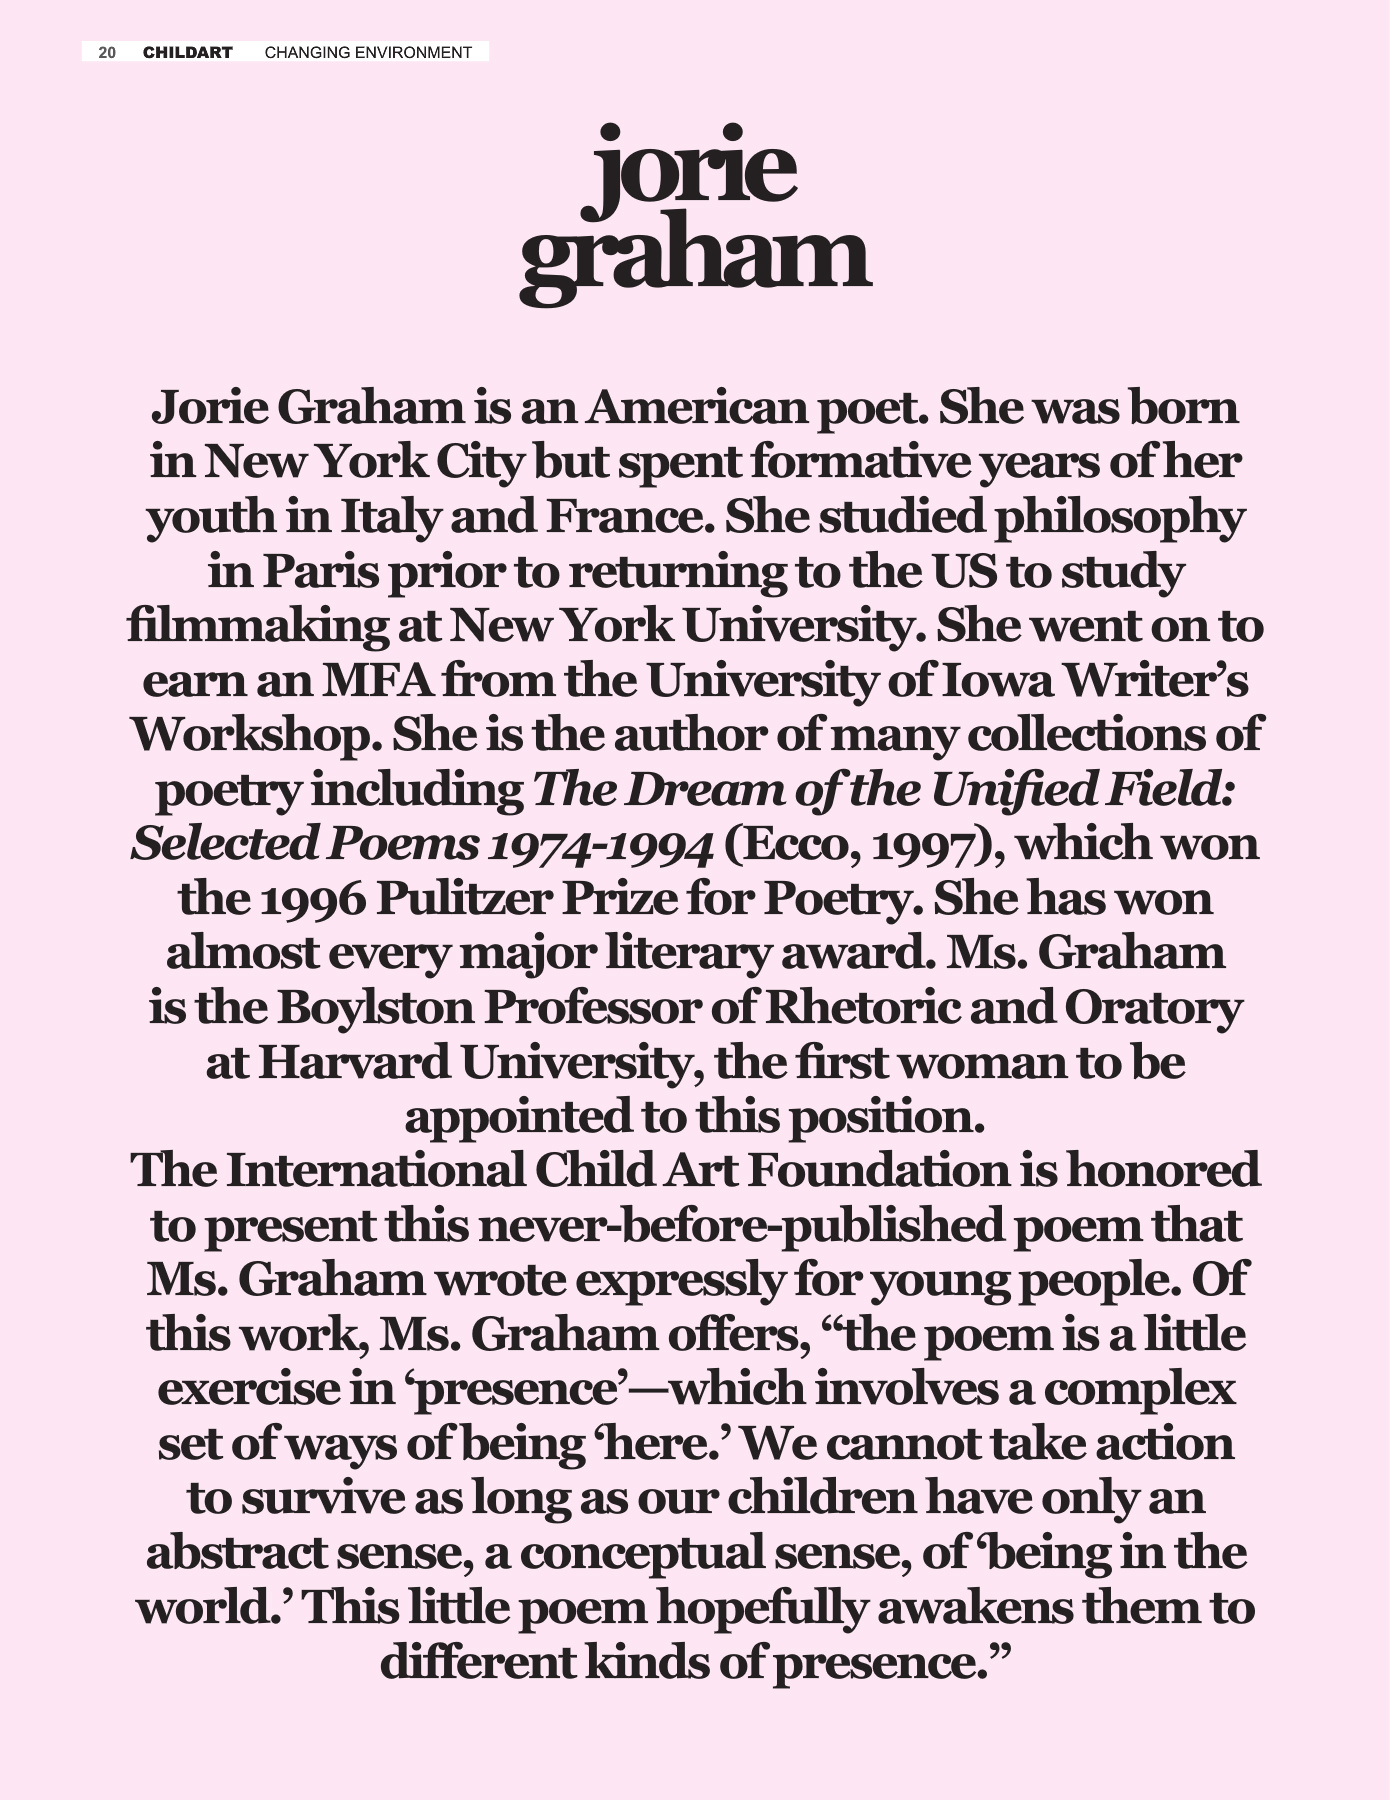 20 CHILDART CHANGING ENVIRONMENT
jorie
graham
Jorie Graham is an American poet. She was born
in New York City but spent formative years of her
youth in Italy and France. She studied philosophy
in Paris prior to returning to the US to study
filmmaking at New York University. She went on to
earn an MFA from the University of Iowa Writer’s
Workshop. She is the author of many collections of
poetry including The Dream of the Unified Field:
Selected Poems 1974-1994 (Ecco, 1997), which won
the 1996 Pulitzer Prize for Poetry. She has won
almost every major literary award. Ms. Graham
is the Boylston Professor of Rhetoric and Oratory
at Harvard University, the first woman to be
appointed to this position.
The International Child Art Foundation is honored
to present this never-before-published poem that
Ms. Graham wrote expressly for young people. Of
this work, Ms. Graham offers, “the poem is a little
exercise in ‘presence’—which involves a complex
set of ways of being ‘here.’ We cannot take action
to survive as long as our children have only an
abstract sense, a conceptual sense, of ‘being in the
world.’ This little poem hopefully awakens them to
different kinds of presence.”